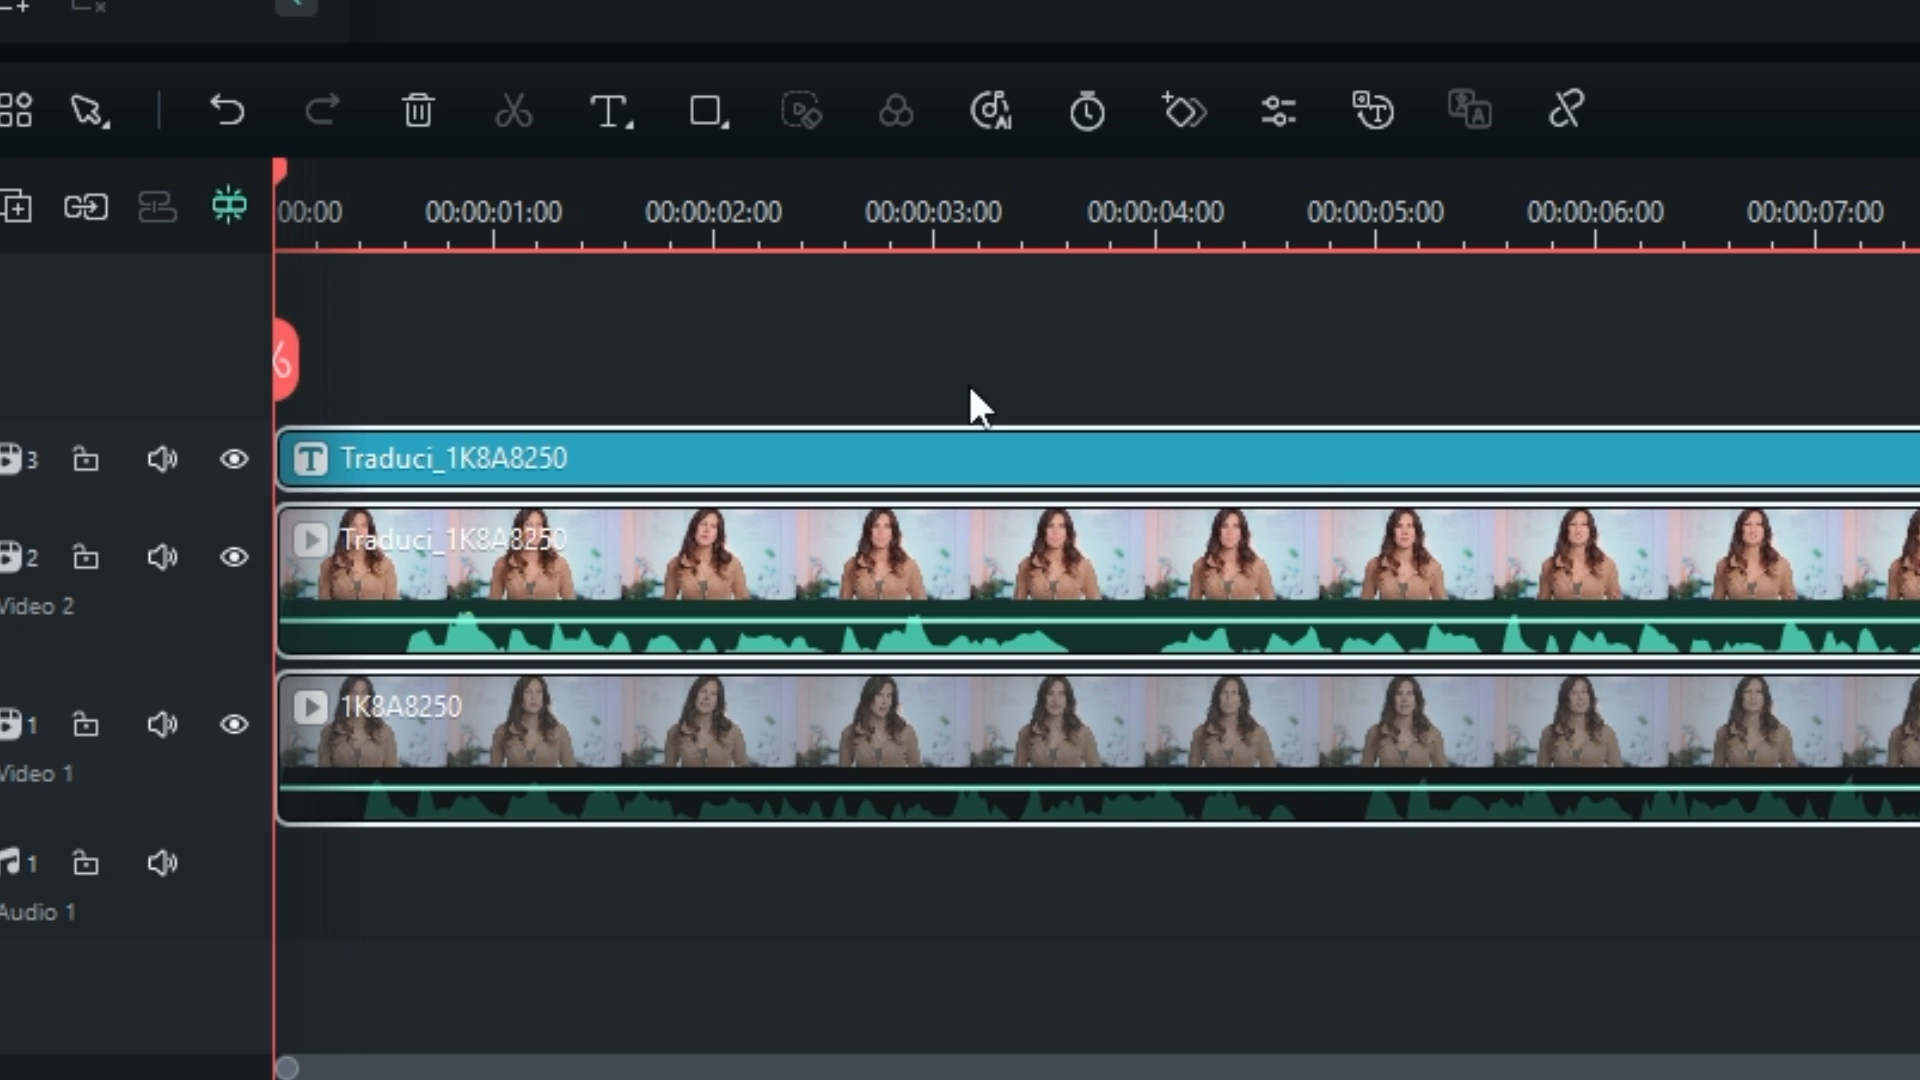 00:00 00:00:01:00 00:00:02:00 00:00:03:00 00:00:04:00 00:00:05:00 00:00:06:00 00:00:07:00
3 Traduci_1K8A8250
2 Traduci_1K8A8250
Video 2
1 1K8A8250
Video 1
1
Audio 1